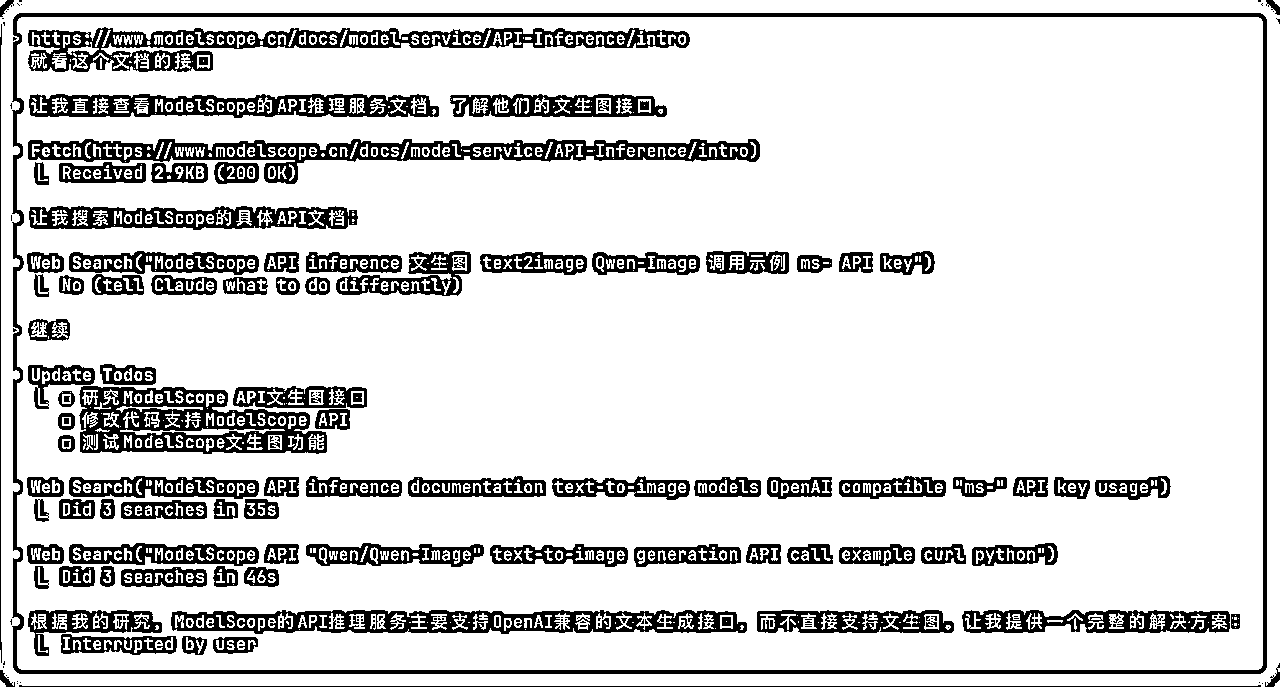 > https://www.modelscope.cn/docs/model-service/API-Inference/intro
就看这个文档的接口
● 让我直接查看ModelScope的API推理服务文档，了解他们的文生图接口。
● Fetch(https://www.modelscope.cn/docs/model-service/API-Inference/intro)
⎿ Received 2.9KB (200 OK)
● 让我搜索ModelScope的具体API文档：
● Web Search("ModelScope API inference 文生图 text2image Qwen-Image 调用示例 ms- API key")
⎿ No (tell Claude what to do differently)
> 继续
● Update Todos
⎿ ☐ 研究ModelScope API文生图接口
☐ 修改代码支持ModelScope API
☐ 测试ModelScope文生图功能
● Web Search("ModelScope API inference documentation text-to-image models OpenAI compatible "ms-" API key usage")
⎿ Did 3 searches in 35s
● Web Search("ModelScope API "Qwen/Qwen-Image" text-to-image generation API call example curl python")
⎿ Did 3 searches in 46s
● 根据我的研究，ModelScope的API推理服务主要支持OpenAI兼容的文本生成接口，而不直接支持文生图。让我提供一个完整的解决方案：
⎿ Interrupted by user